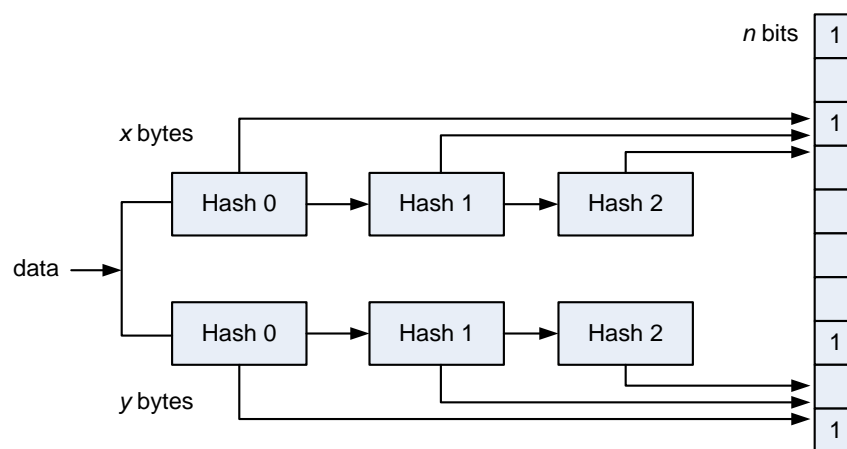 n bits
1
x bytes
1
Hash 0
Hash 1
Hash 2
data
Hash 0
Hash 1
Hash 2
1
y bytes
1